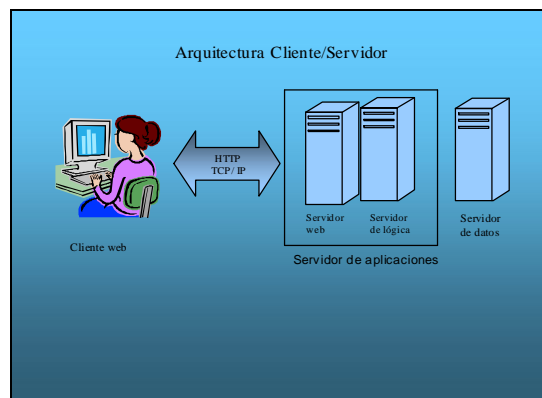 Arquitectura Cliente/Servidor
HTTP
TCP/ IP
Cliente web
Servidor
web
Servidor
de lógica
Servidor
de datos
Servidor de aplicaciones